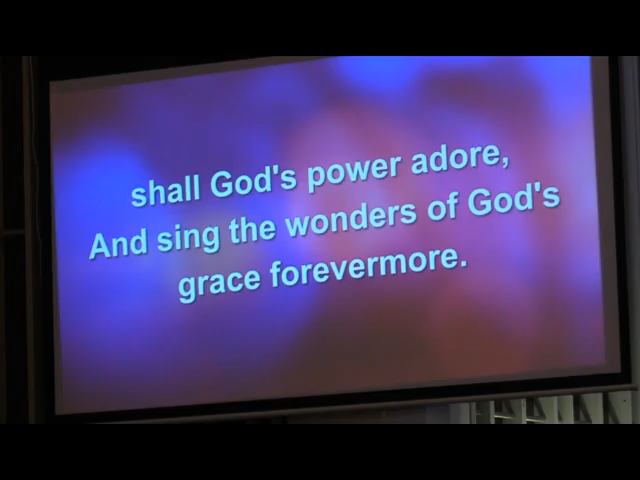 shall God's power adore,
And sing the wonders of God's
grace forevermore.